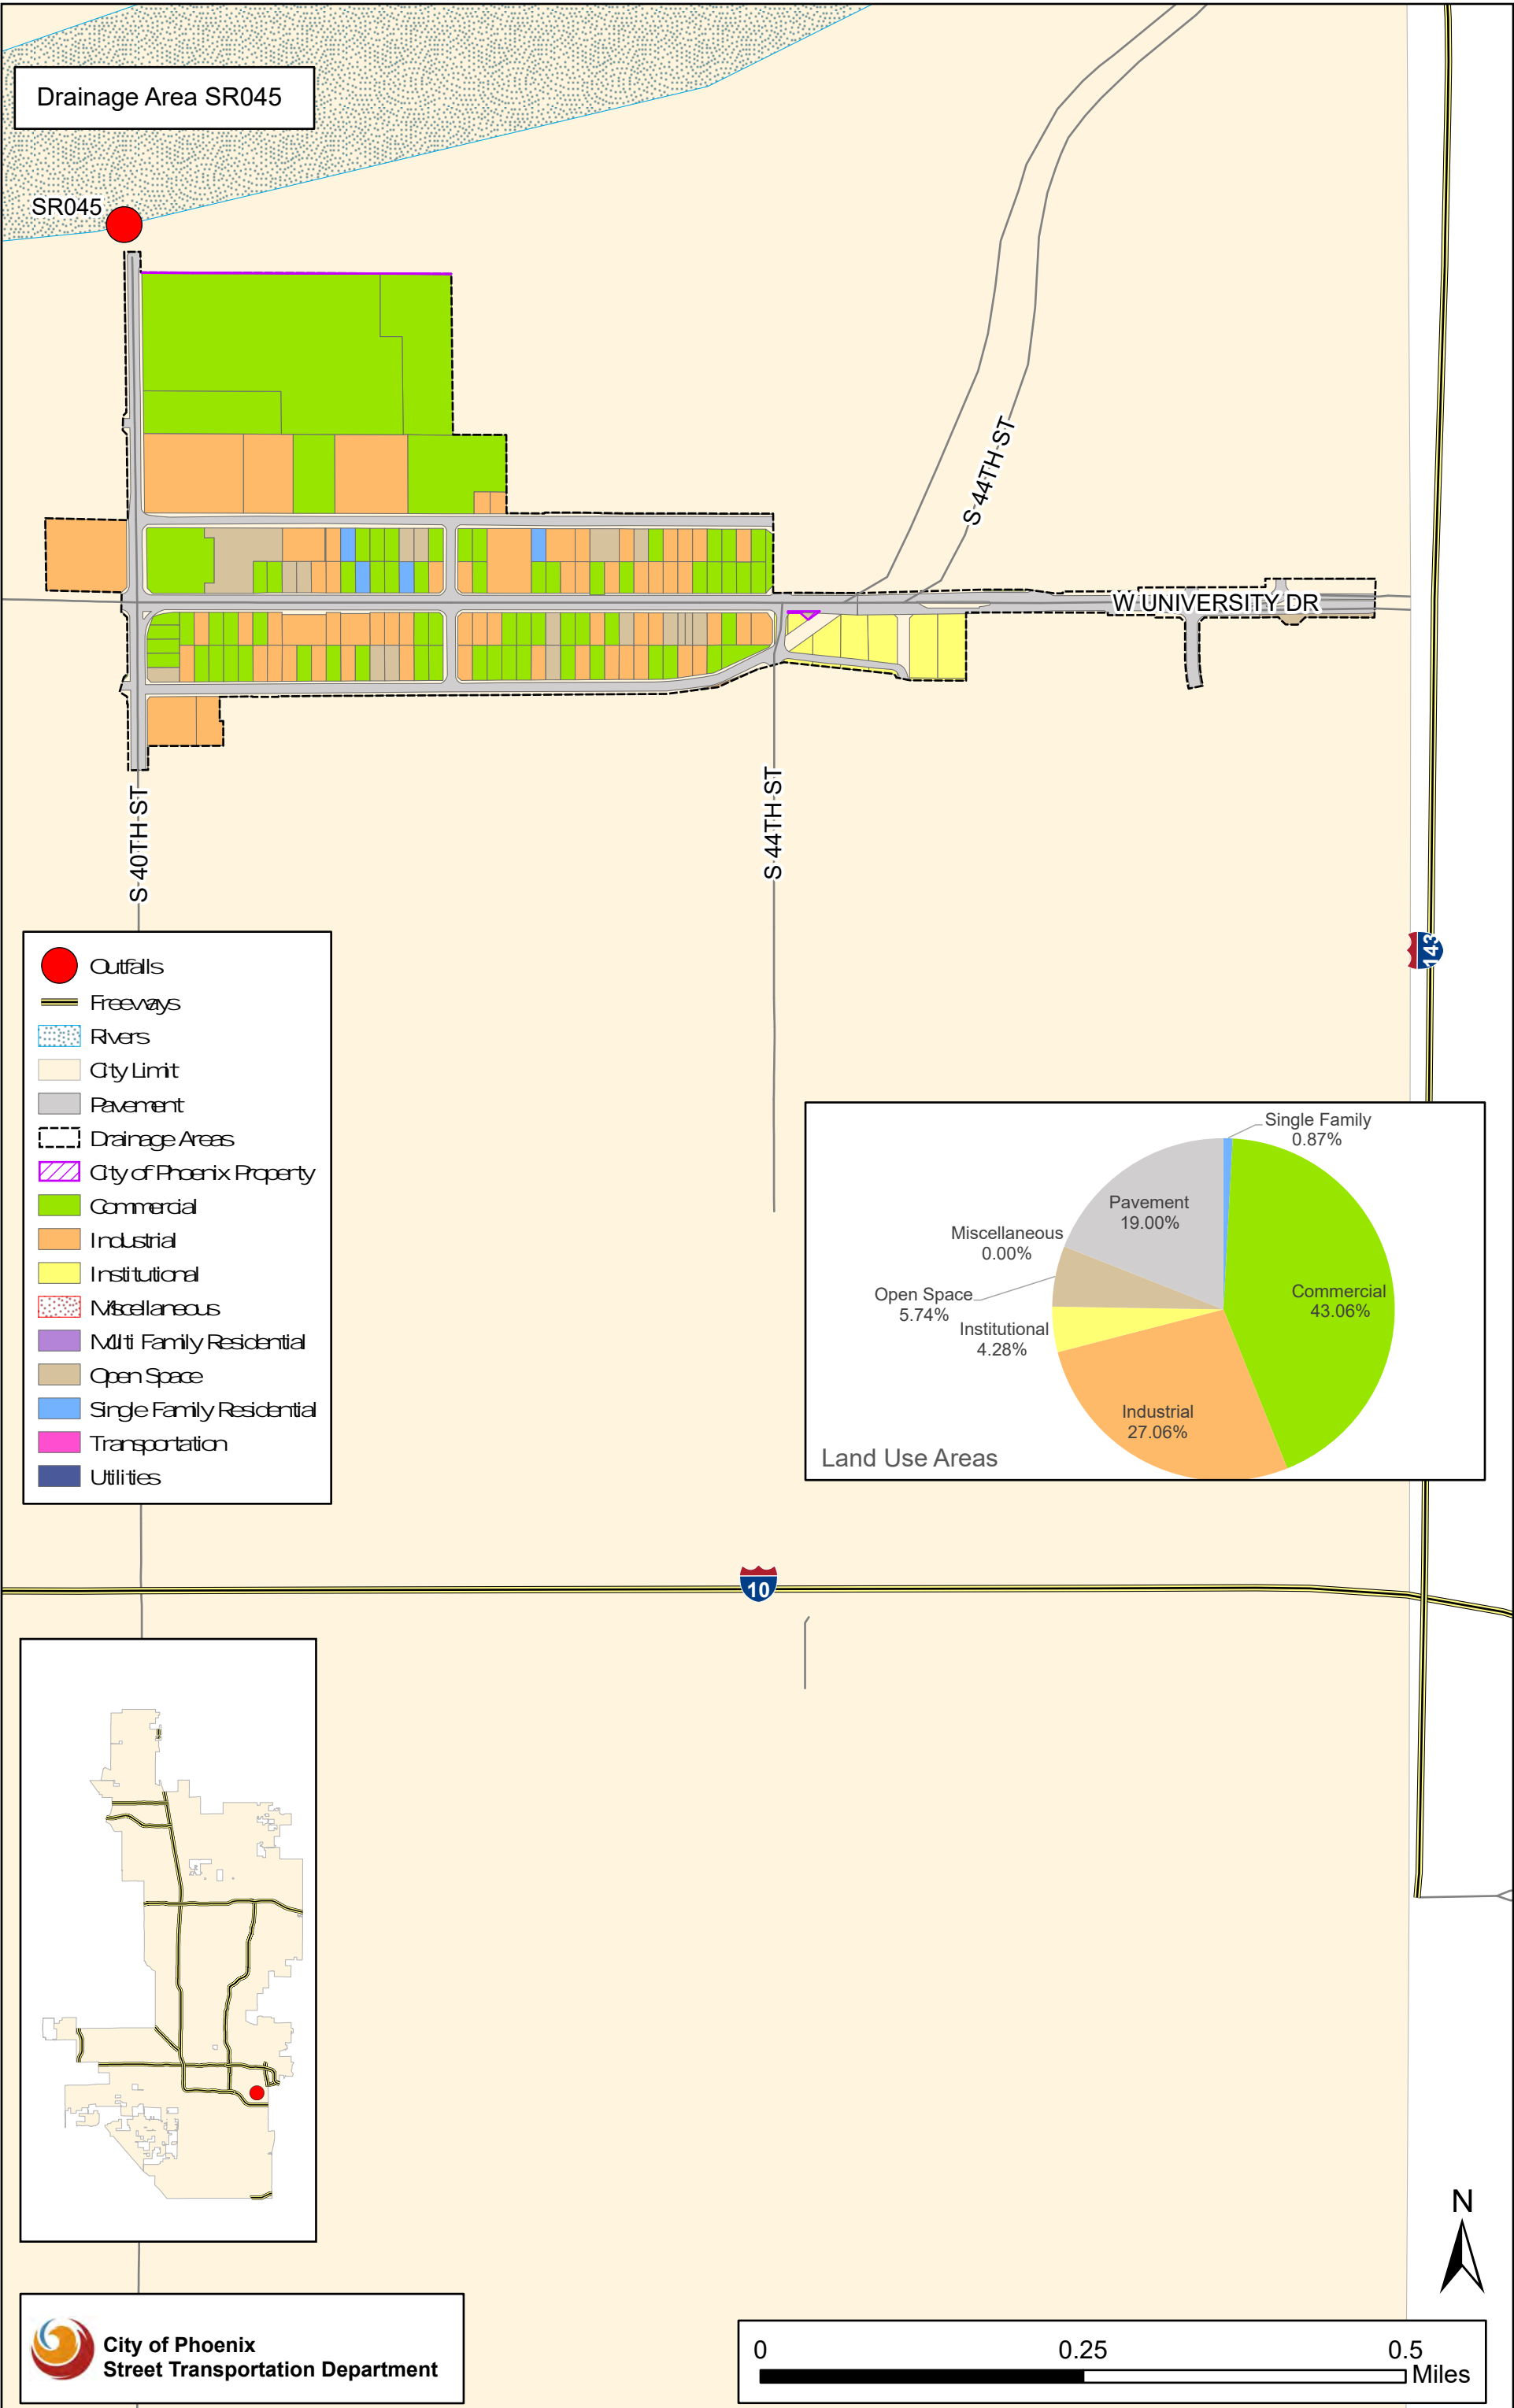 Drainage Area SR045
SR045
S 44TH ST
W UNIVERSITY DR
S 40TH ST
S 44TH ST
143
Outfalls
Freeways
Rivers
City Limit
Pavement
Drainage Areas
City of Phoenix Property
Commercial
Industrial
Institutional
Miscellaneous
Multi Family Residential
Open Space
Single Family Residential
Transportation
Utilities
Single Family
0.87%
Pavement
19.00%
Miscellaneous
0.00%
Open Space
5.74%
Institutional
4.28%
Commercial
43.06%
Industrial
27.06%
Land Use Areas
10
N
City of Phoenix
Street Transportation Department
0 0.25 0.5
Miles